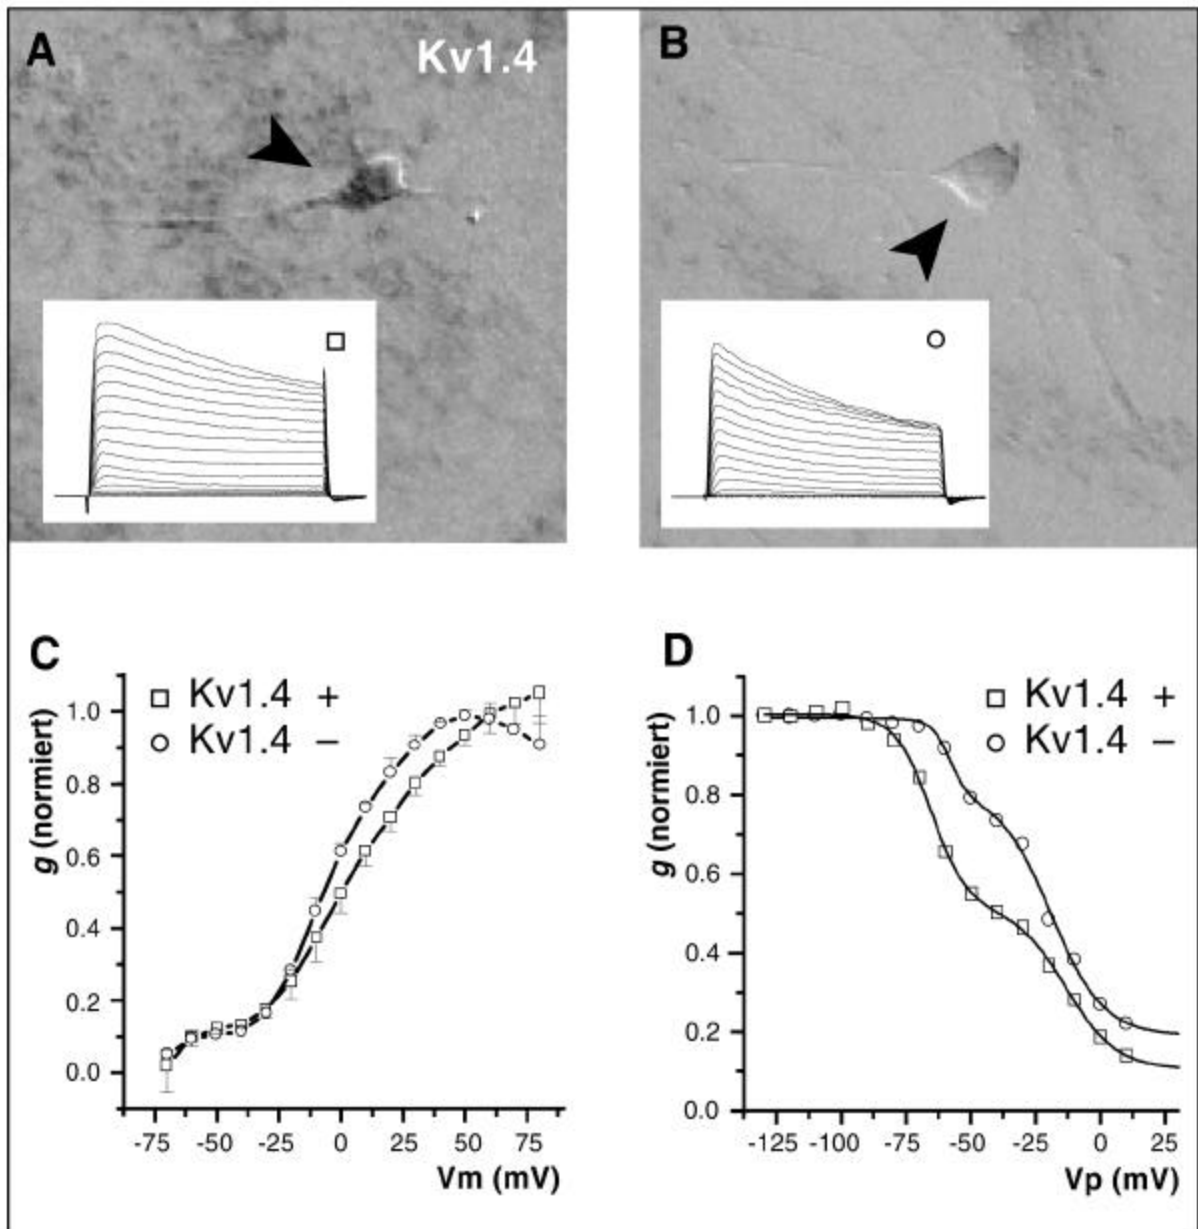 A
Kv1.4
B
C
g (normiert)
1.0
0.8
0.6
0.4
0.2
0.0
Kv1.4 +
Kv1.4 –
-75 -50 -25 0 25 50 75
Vm (mV)
D
g (normiert)
1.0
0.8
0.6
0.4
0.2
0.0
Kv1.4 +
Kv1.4 –
-125 -100 -75 -50 -25 0 25
Vp (mV)